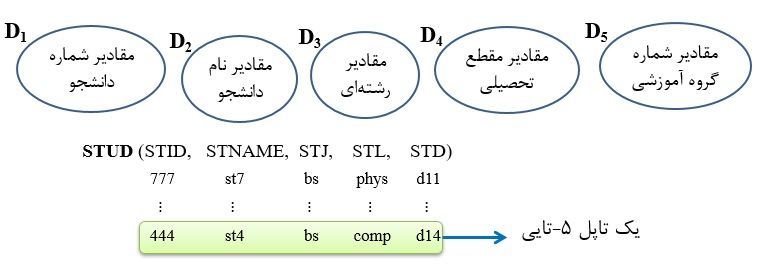 D1 مقادیر شماره دانشجو
D2 مقادیر نام دانشجو
D3 مقادیر رشته‌ای
D4 مقادیر مقطع تحصیلی
D5 مقادیر شماره گروه آموزشی
STUD (STID, STNAME, STJ, STL, STD)
777 st7 bs phys d11
⋮ ⋮ ⋮ ⋮ ⋮
444 st4 bs comp d14
یک تاپل ۵-تایی